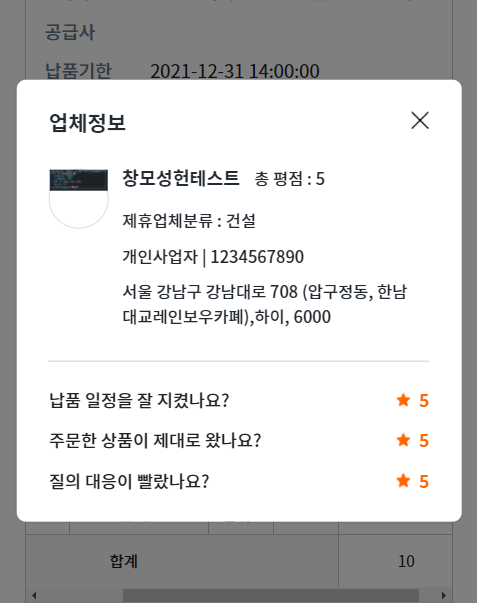 공급사
납품기한 2021-12-31 14:00:00
업체정보
창모성헌테스트 총 평점 : 5
제휴업체분류 : 건설
개인사업자 | 1234567890
서울 강남구 강남대로 708 (압구정동, 한남
대교레인보우카페),하이, 6000
납품 일정을 잘 지켰나요? 5
주문한 상품이 제대로 왔나요? 5
질의 대응이 빨랐나요? 5
합계 10